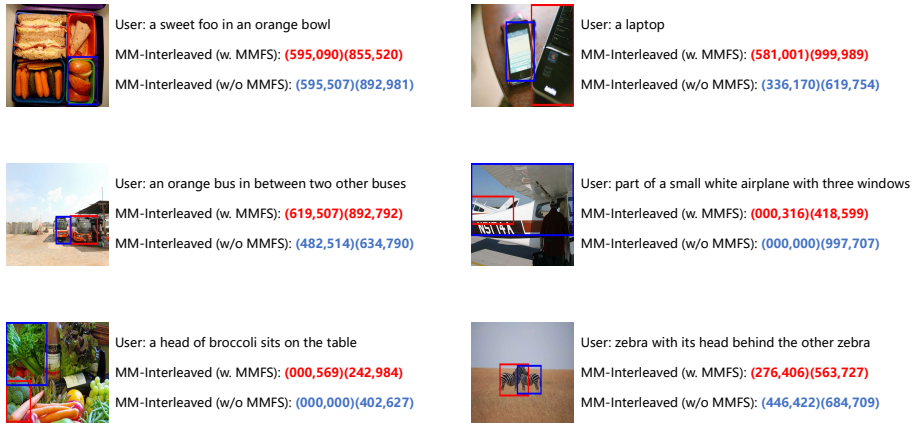 User: a sweet foo in an orange bowl
MM-Interleaved (w. MMFS): (595,090)(855,520)
MM-Interleaved (w/o MMFS): (595,507)(892,981)
User: a laptop
MM-Interleaved (w. MMFS): (581,001)(999,989)
MM-Interleaved (w/o MMFS): (336,170)(619,754)
User: an orange bus in between two other buses
MM-Interleaved (w. MMFS): (619,507)(892,792)
MM-Interleaved (w/o MMFS): (482,514)(634,790)
N5174X
User: part of a small white airplane with three windows
MM-Interleaved (w. MMFS): (000,316)(418,599)
MM-Interleaved (w/o MMFS): (000,000)(997,707)
User: a head of broccoli sits on the table
MM-Interleaved (w. MMFS): (000,569)(242,984)
MM-Interleaved (w/o MMFS): (000,000)(402,627)
User: zebra with its head behind the other zebra
MM-Interleaved (w. MMFS): (276,406)(563,727)
MM-Interleaved (w/o MMFS): (446,422)(684,709)